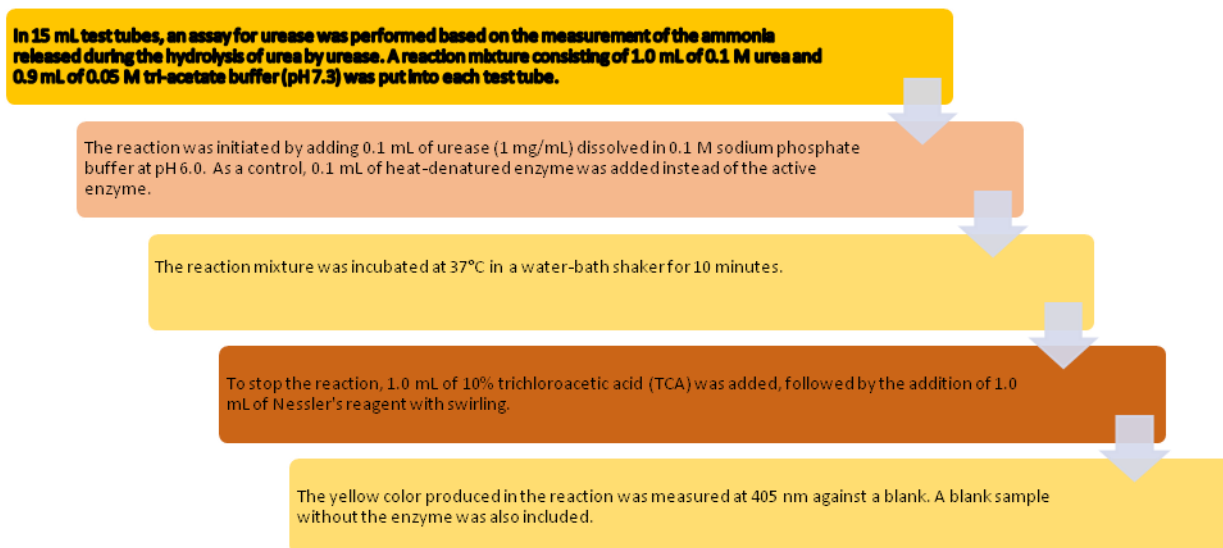 In 15 mL test tubes, an assay for urease was performed based on the measurement of the ammonia
released during the hydrolysis of urea by urease. A reaction mixture consisting of 1.0 mL of 0.1 M urea and
0.9 mL of 0.05 M tri-acetate buffer (pH 7.3) was put into each test tube.
The reaction was initiated by adding 0.1 mL of urease (1 mg/mL) dissolved in 0.1 M sodium phosphate
buffer at pH 6.0. As a control, 0.1 mL of heat-denatured enzyme was added instead of the active
enzyme.
The reaction mixture was incubated at 37°C in a water-bath shaker for 10 minutes.
To stop the reaction, 1.0 mL of 10% trichloroacetic acid (TCA) was added, followed by the addition of 1.0
mL of Nessler's reagent with swirling.
The yellow color produced in the reaction was measured at 405 nm against a blank. A blank sample
without the enzyme was also included.